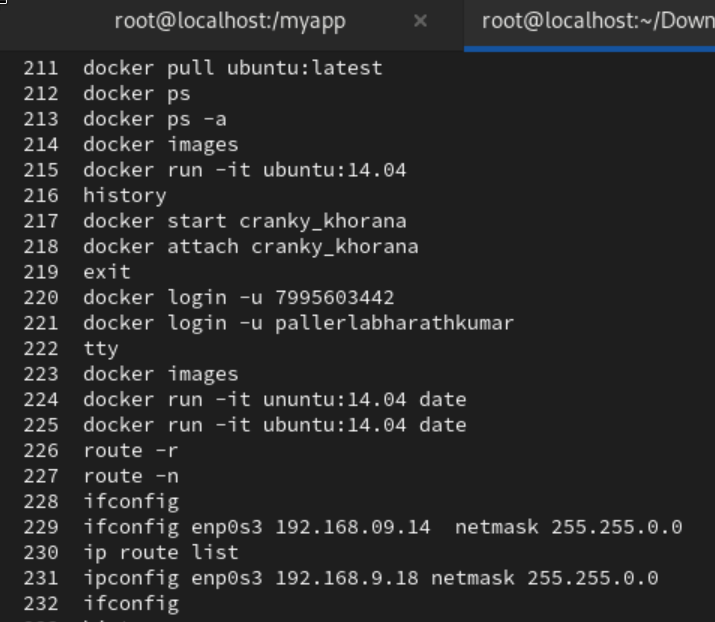 root@localhost:/myapp × root@localhost:~/Down
211 docker pull ubuntu:latest
212 docker ps
213 docker ps -a
214 docker images
215 docker run -it ubuntu:14.04
216 history
217 docker start cranky_khorana
218 docker attach cranky_khorana
219 exit
220 docker login -u 7995603442
221 docker login -u pallerlabharathkumar
222 tty
223 docker images
224 docker run -it ununtu:14.04 date
225 docker run -it ubuntu:14.04 date
226 route -r
227 route -n
228 ifconfig
229 ifconfig enp0s3 192.168.09.14  netmask 255.255.0.0
230 ip route list
231 ipconfig enp0s3 192.168.9.18 netmask 255.255.0.0
232 ifconfig